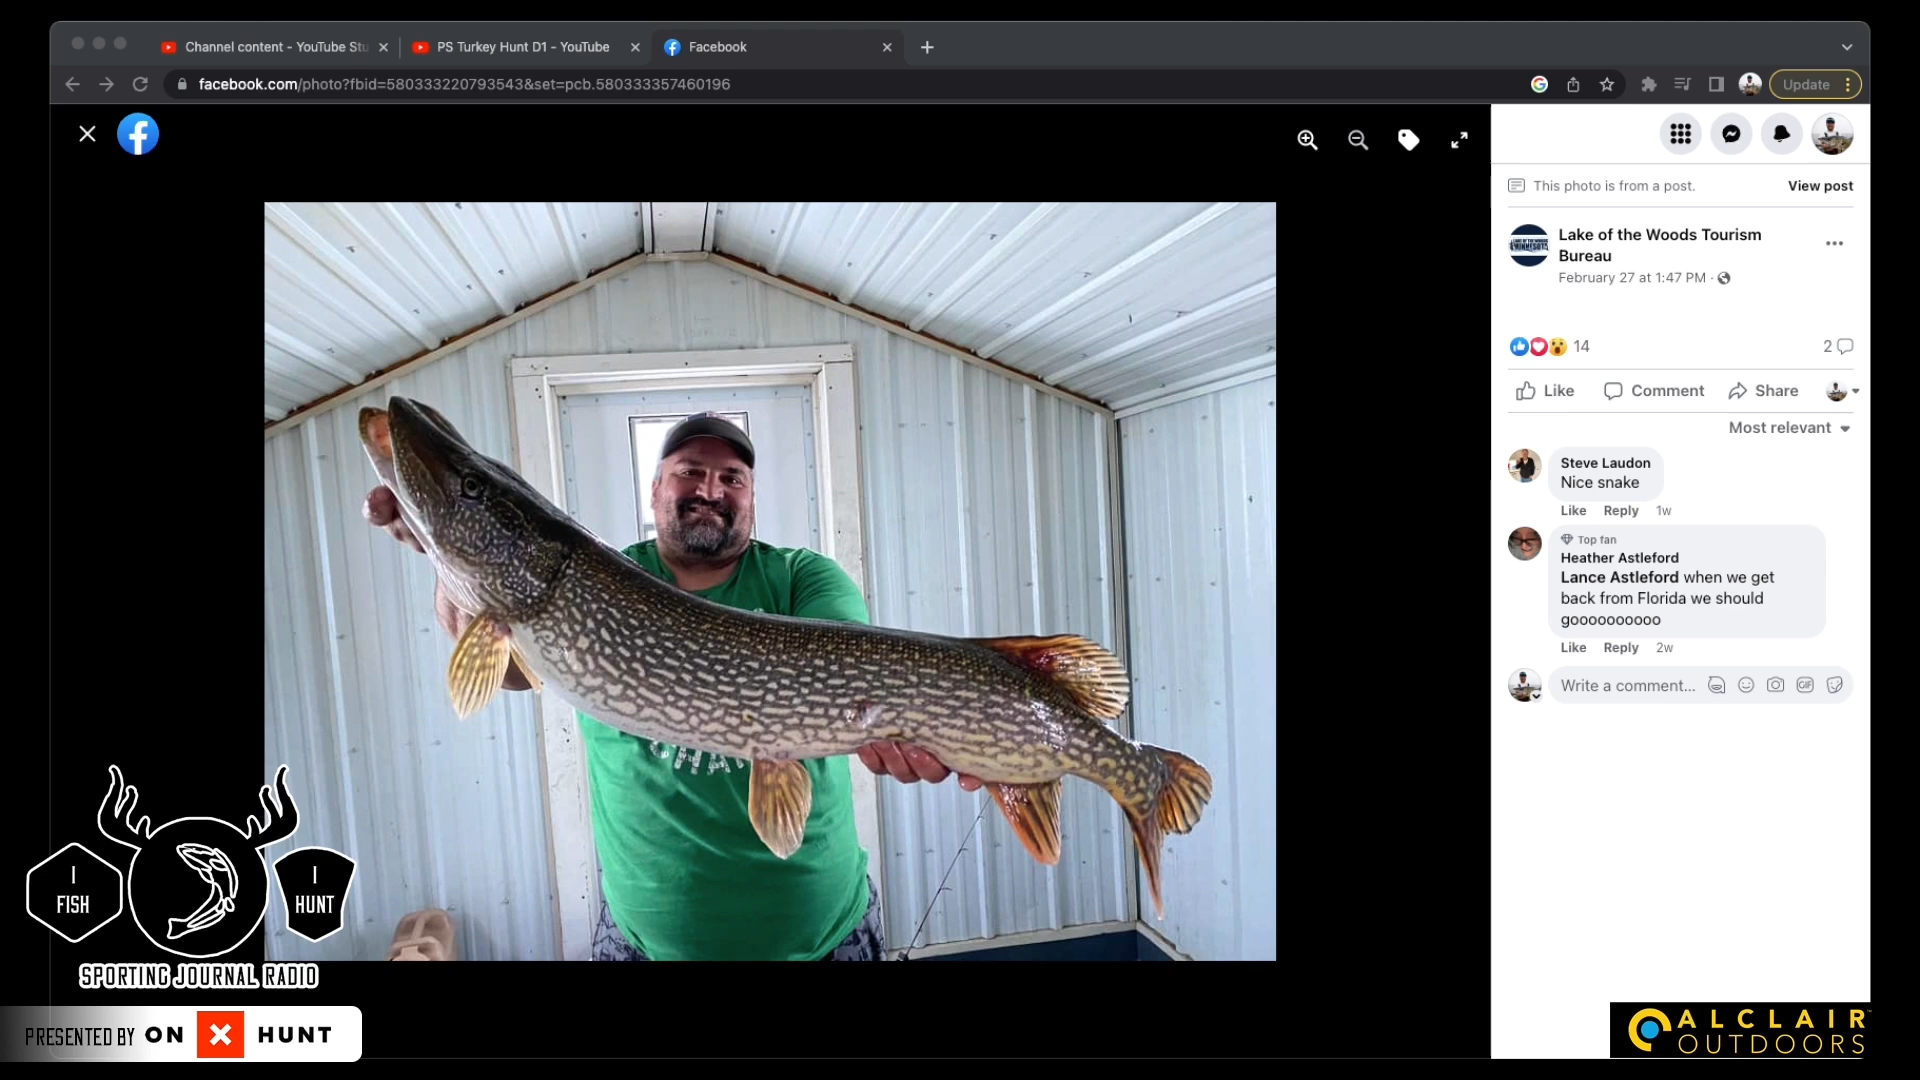 Channel content - YouTube Stu
PS Turkey Hunt D1 - YouTube
Facebook
facebook.com/photo?fbid=580333220793543&set=pcb.580333357460196
Update
This photo is from a post.
View post
Lake of the Woods Tourism
Bureau
February 27 at 1:47 PM ·
14
2
Like
Comment
Share
Most relevant
Steve Laudon
Nice snake
Like Reply 1w
Top fan
Heather Astleford
Lance Astleford when we get
back from Florida we should
goooooooooo
Like Reply 2w
Write a comment...
GIF
I
FISH
I
HUNT
SPORTING JOURNAL RADIO
PRESENTED BY ON X HUNT
ALCLAIR
OUTDOORS